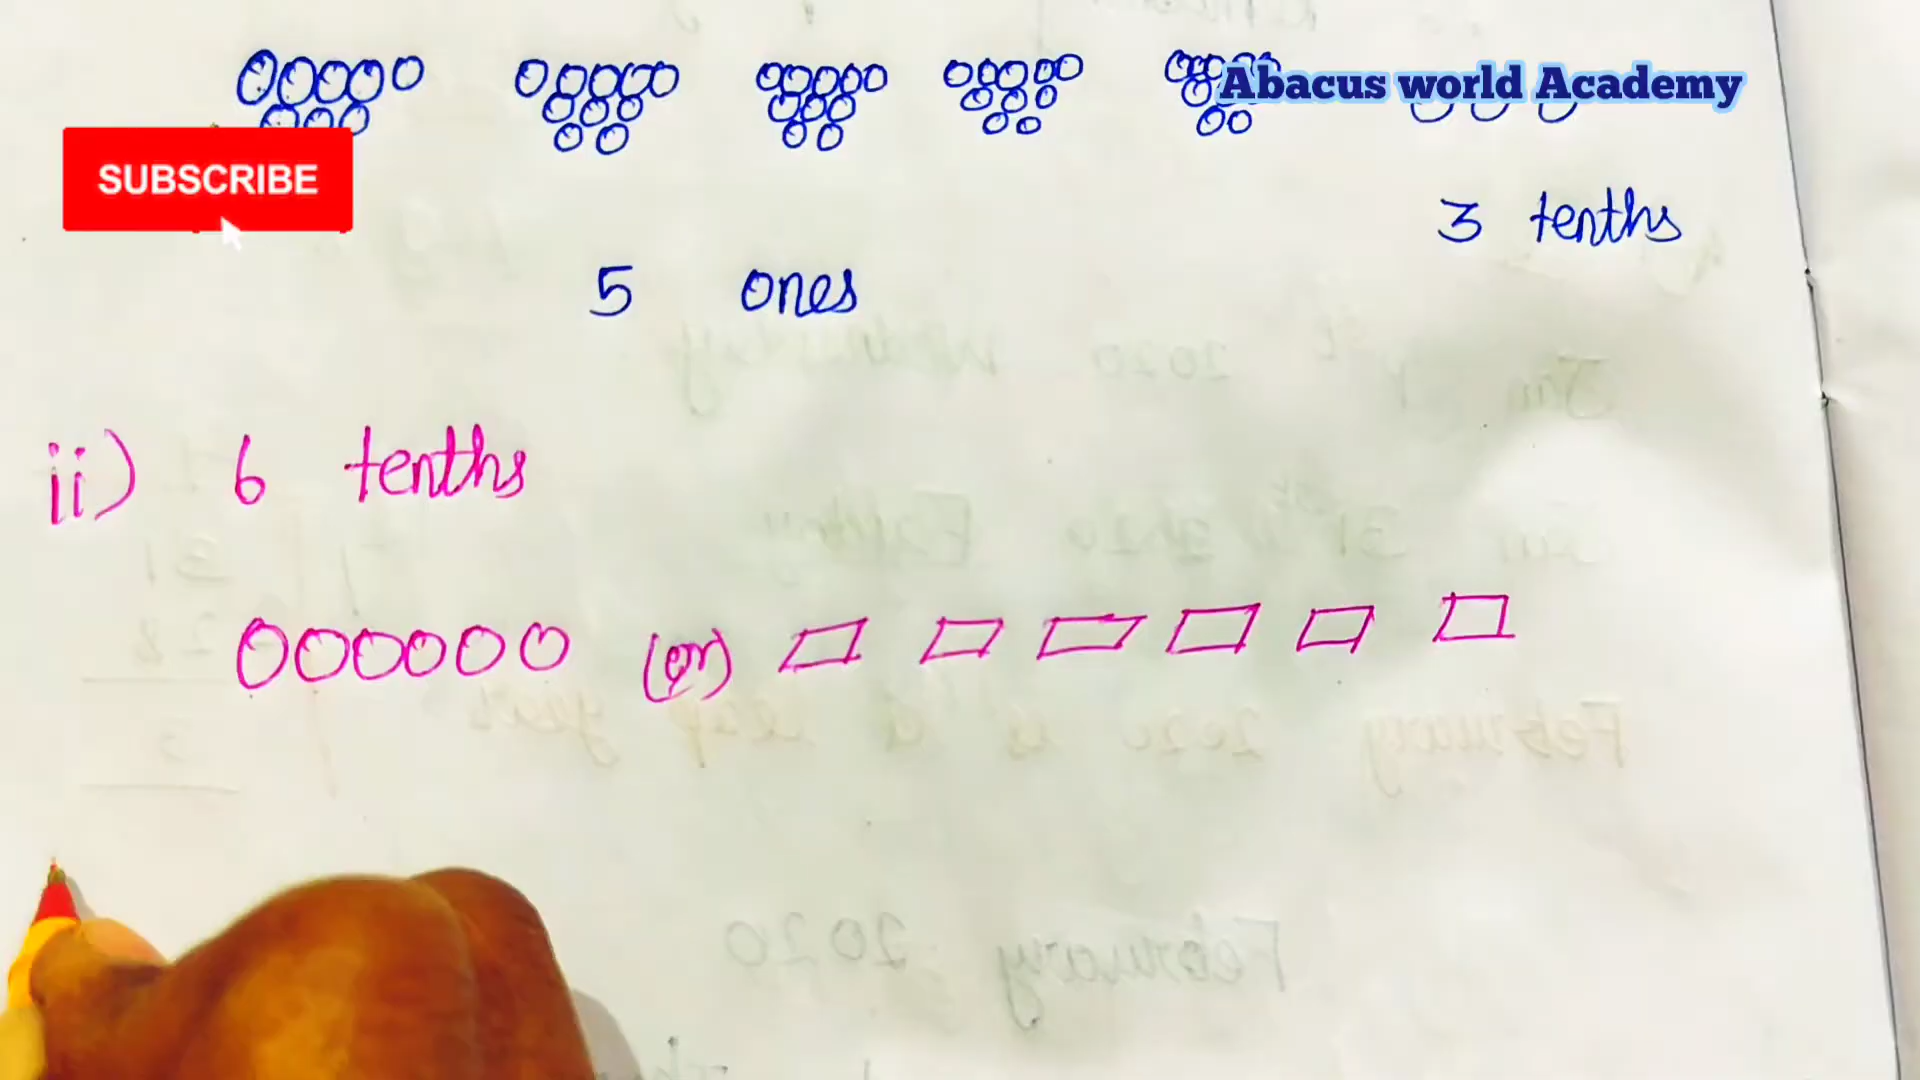 Abacus world Academy
SUBSCRIBE
3 tenths
5 ones
ii) 6 tenths
(or)